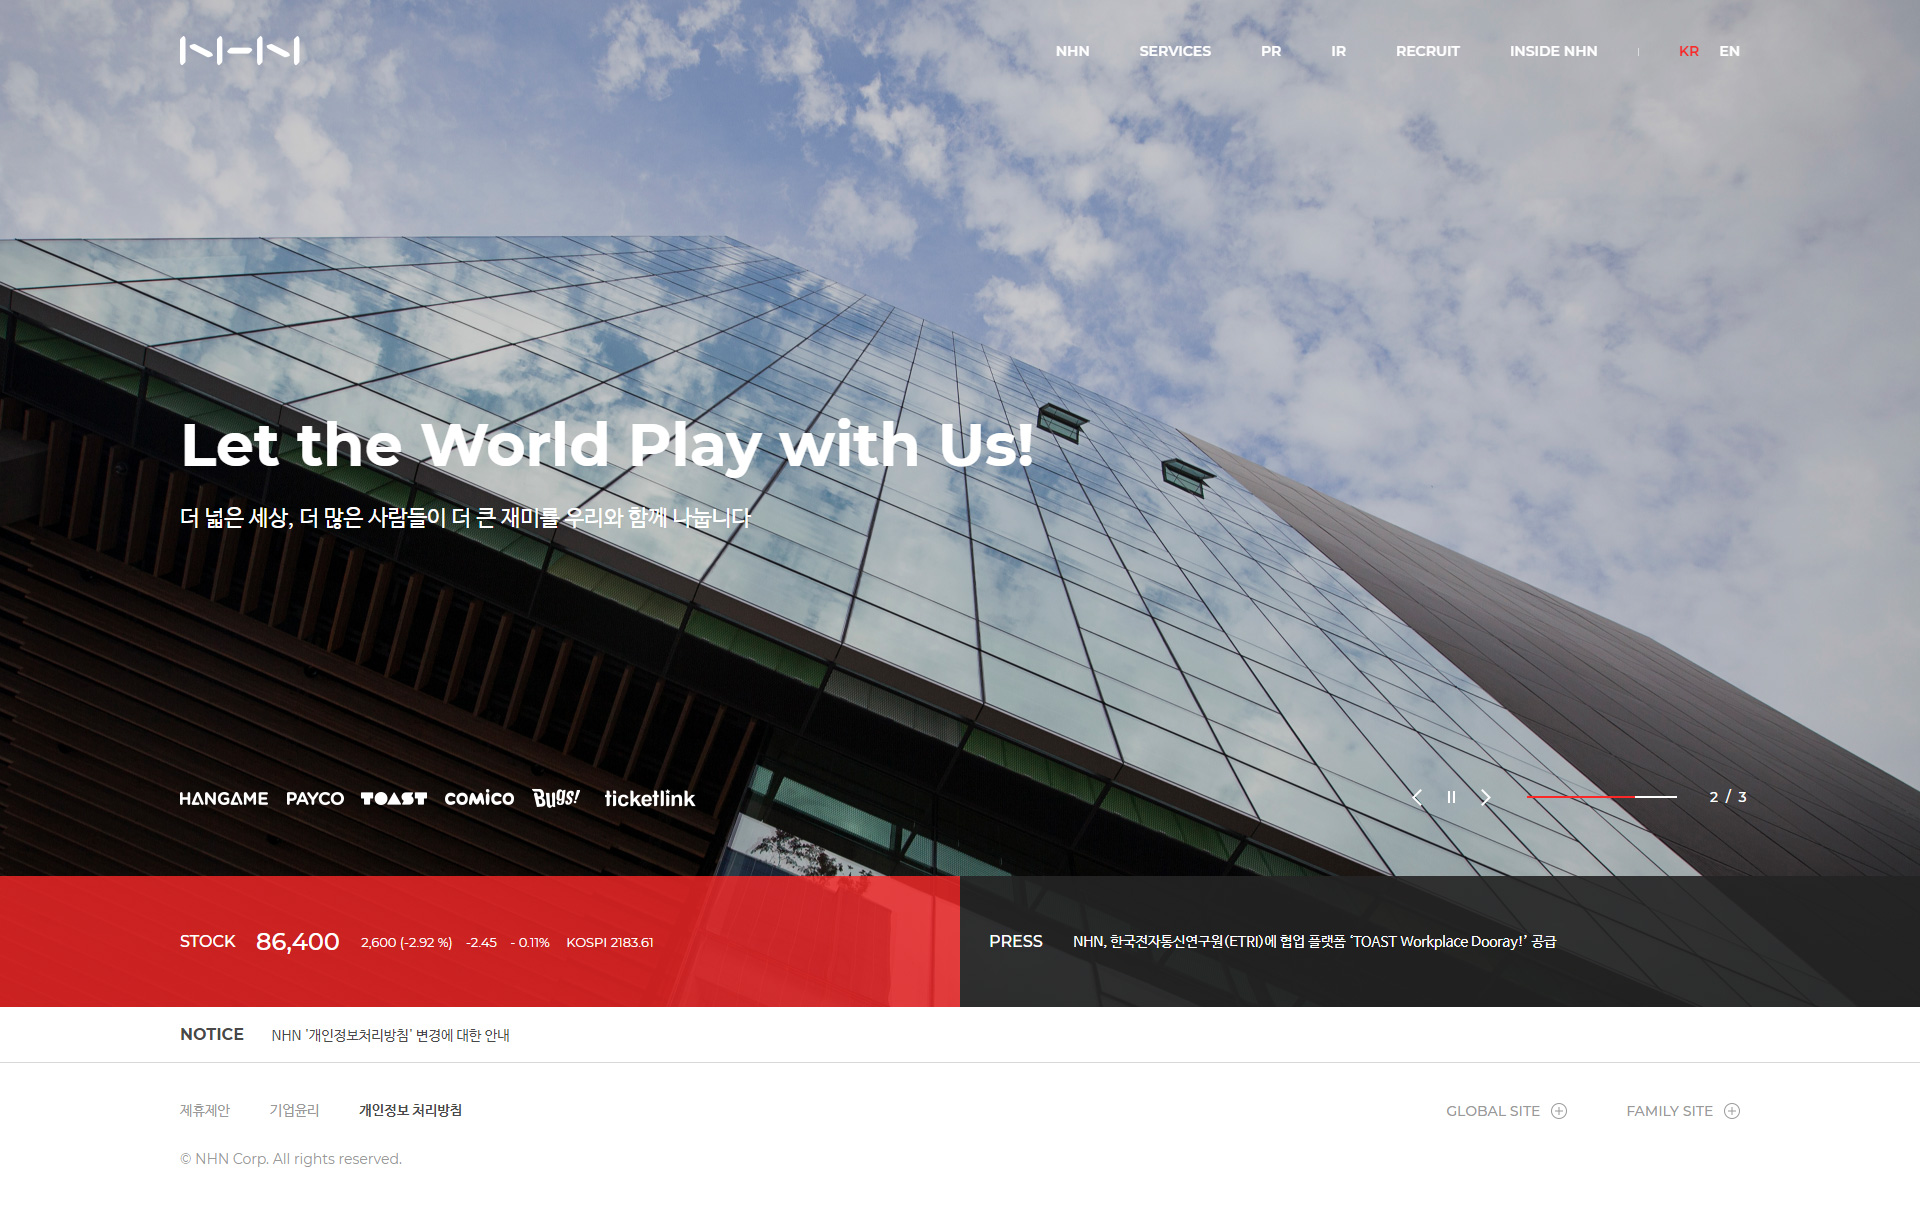 NHN
NHN SERVICES PR IR RECRUIT INSIDE NHN KR EN
Let the World Play with Us!
더 넓은 세상, 더 많은 사람들이 더 큰 재미를 우리와 함께 나눕니다
HANGAME PAYCO TOAST COMICO Bugs! ticketlink
2 / 3
STOCK 86,400 2,600 (-2.92 %) -2.45 - 0.11% KOSPI 2183.61
PRESS NHN, 한국전자통신연구원(ETRI)에 협업 플랫폼 ‘TOAST Workplace Dooray!’ 공급
NOTICE NHN '개인정보처리방침' 변경에 대한 안내
제휴제안 기업윤리 개인정보 처리방침
GLOBAL SITE FAMILY SITE
© NHN Corp. All rights reserved.